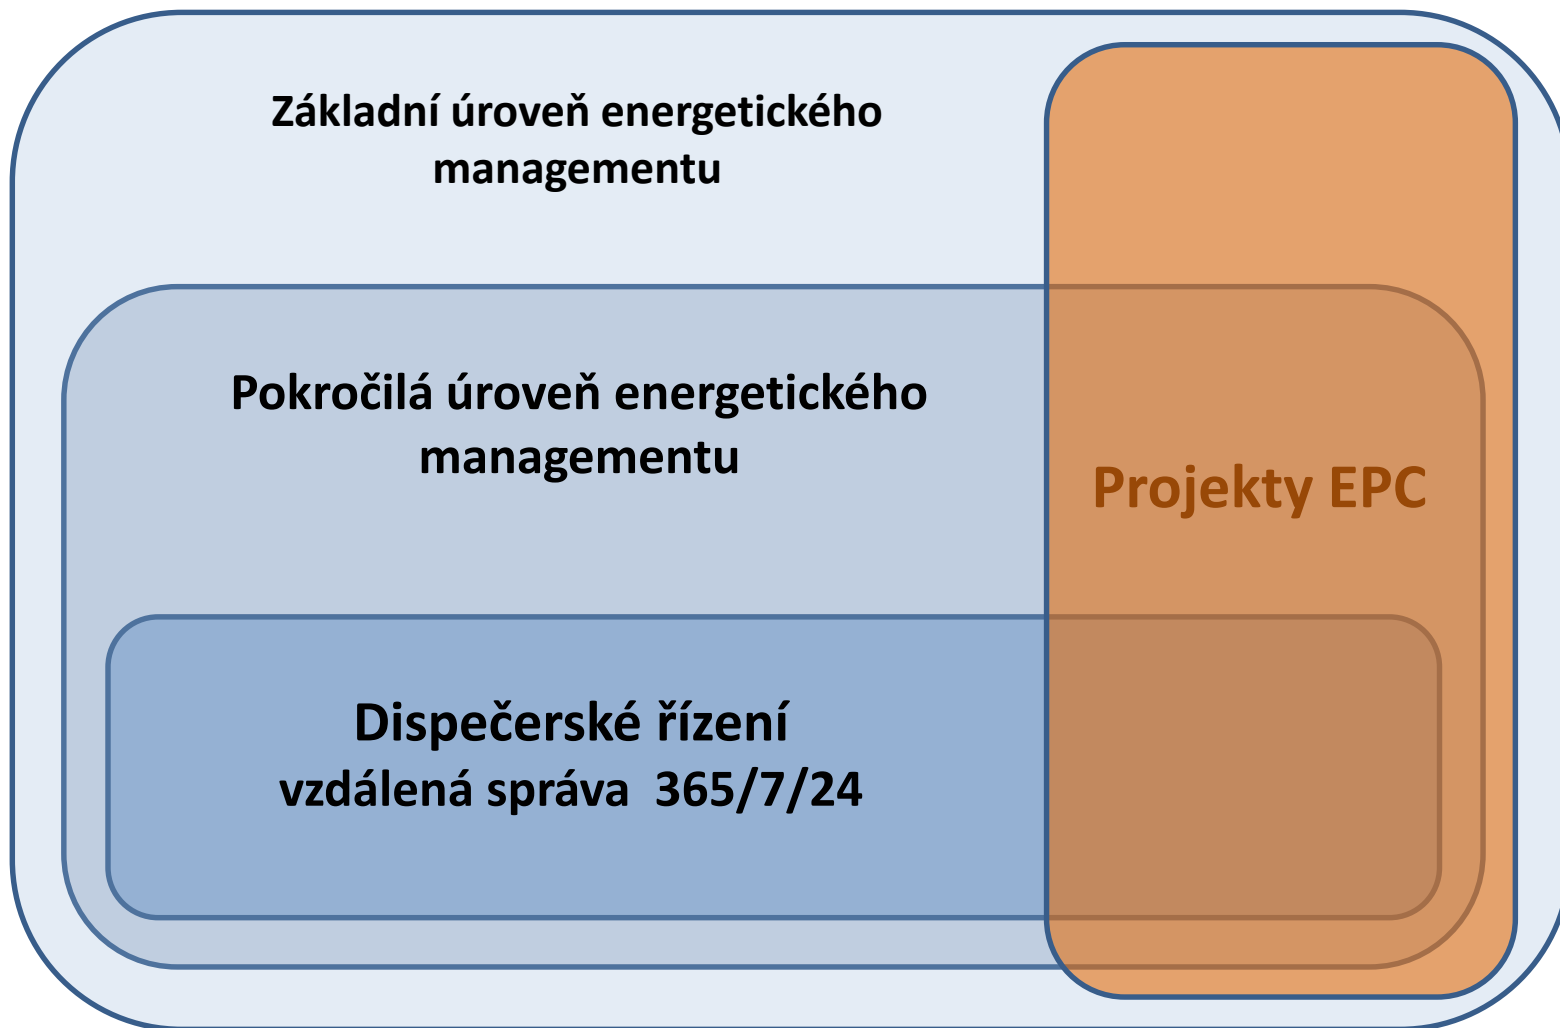 Základní úroveň energetického
managementu
Pokročilá úroveň energetického
managementu
Projekty EPC
Dispečerské řízení
vzdálená správa 365/7/24